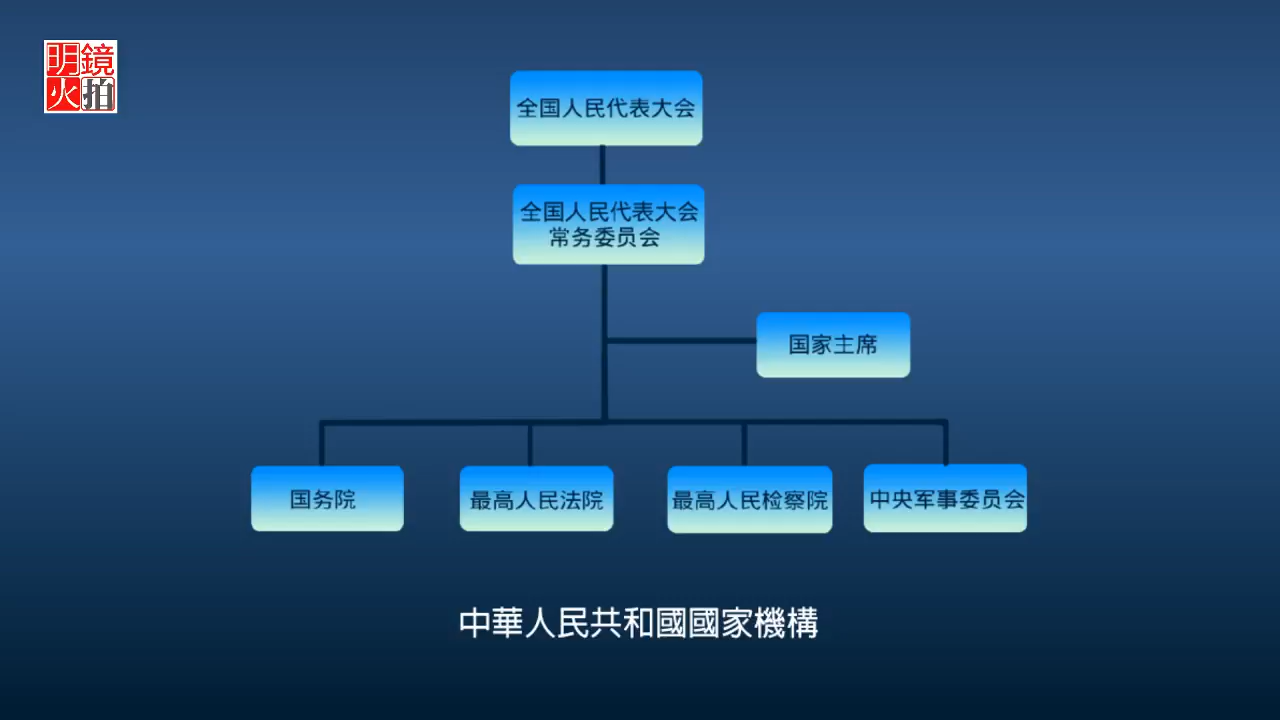 明鏡
火拍
全国人民代表大会
全国人民代表大会
常务委员会
国家主席
国务院
最高人民法院
最高人民检察院
中央军事委员会
中華人民共和國國家機構